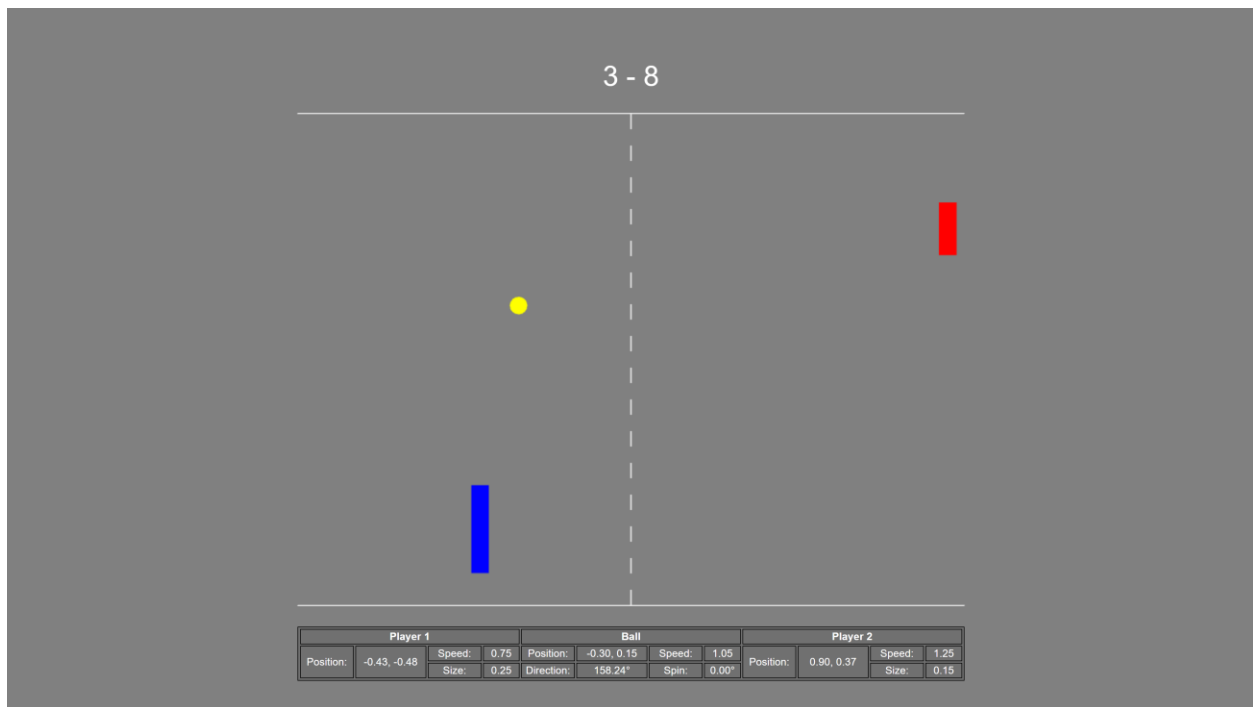 3 - 8
Player 1 Ball Player 2
Position: -0.43, -0.48 Speed: 0.75 Position: -0.30, 0.15 Speed: 1.05 Position: 0.90, 0.37 Speed: 1.25
Size: 0.25 Direction: 158.24° Spin: 0.00° Size: 0.15